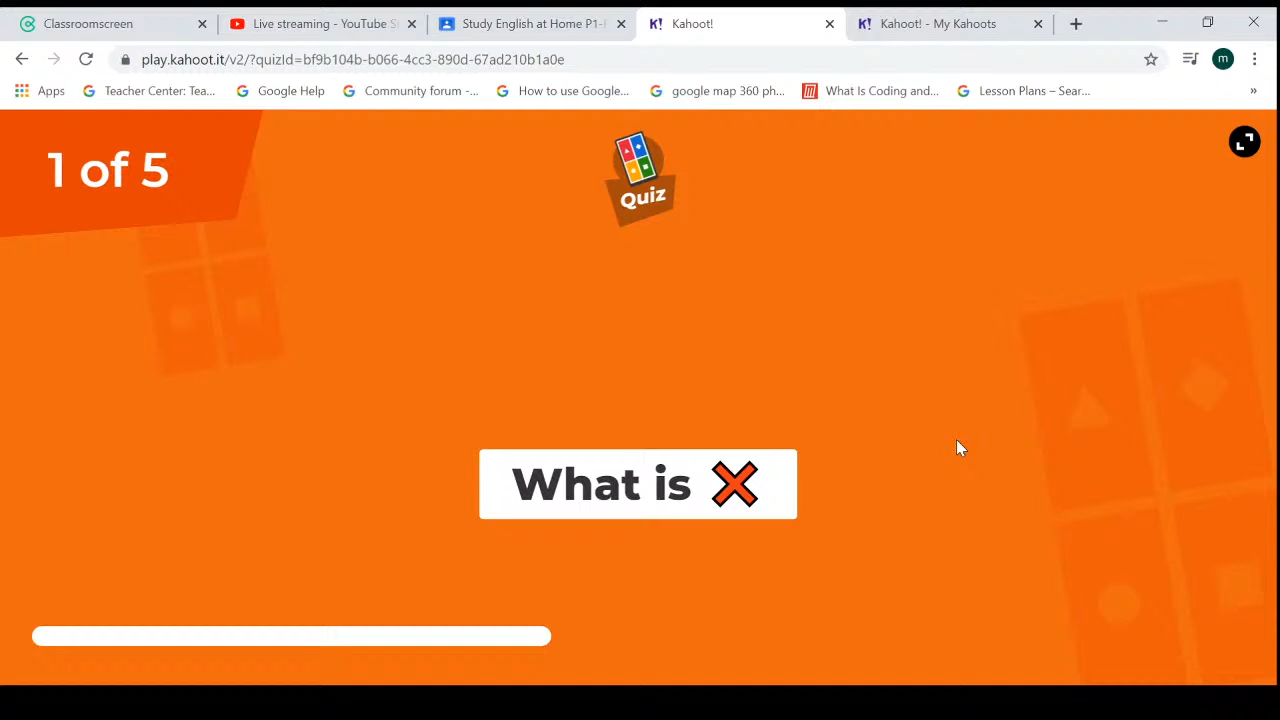 Classroomscreen
Live streaming - YouTube S
Study English at Home P1-P
Kahoot!
Kahoot! - My Kahoots
play.kahoot.it/v2/?quizId=bf9b104b-b066-4cc3-890d-67ad210b1a0e
m
Apps
Teacher Center: Tea...
Google Help
Community forum -...
How to use Google...
google map 360 ph...
What Is Coding and...
Lesson Plans – Sear...
1 of 5
Quiz
What is ❌